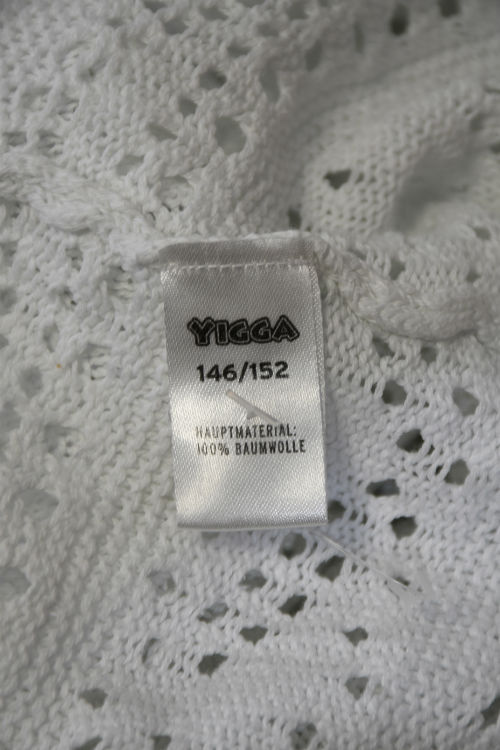 YIGGA
146/152
HAUPTMATERIAL:
100% BAUMWOLLE